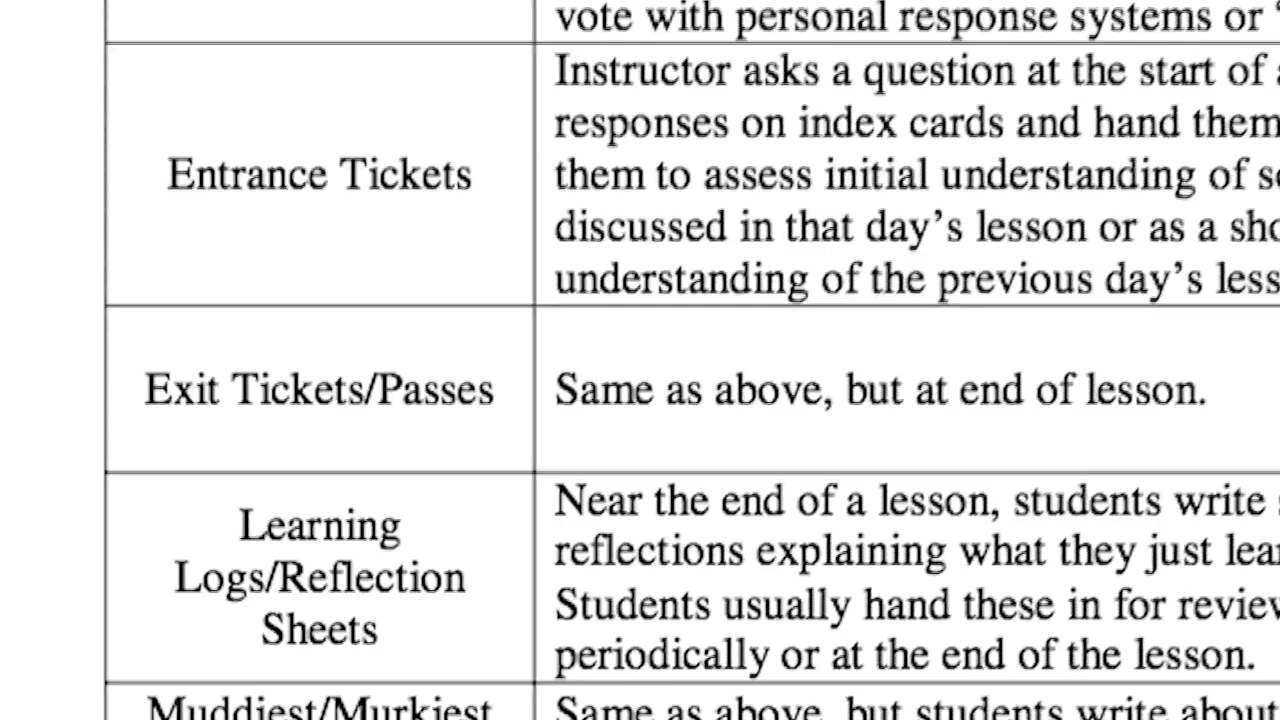 vote with personal response systems or
Instructor asks a question at the start of
Entrance Tickets
responses on index cards and hand them
them to assess initial understanding of
discussed in that day's lesson or as a
understanding of the previous day's
Exit Tickets/Passes
Same as above, but at end of lesson.
Learning
Logs/Reflection
Sheets
Near the end of a lesson, students write
reflections explaining what they just
Students usually hand these in for
periodically or at the end of the lesson.
Muddiest/Murkiest
Same as above, but students write about